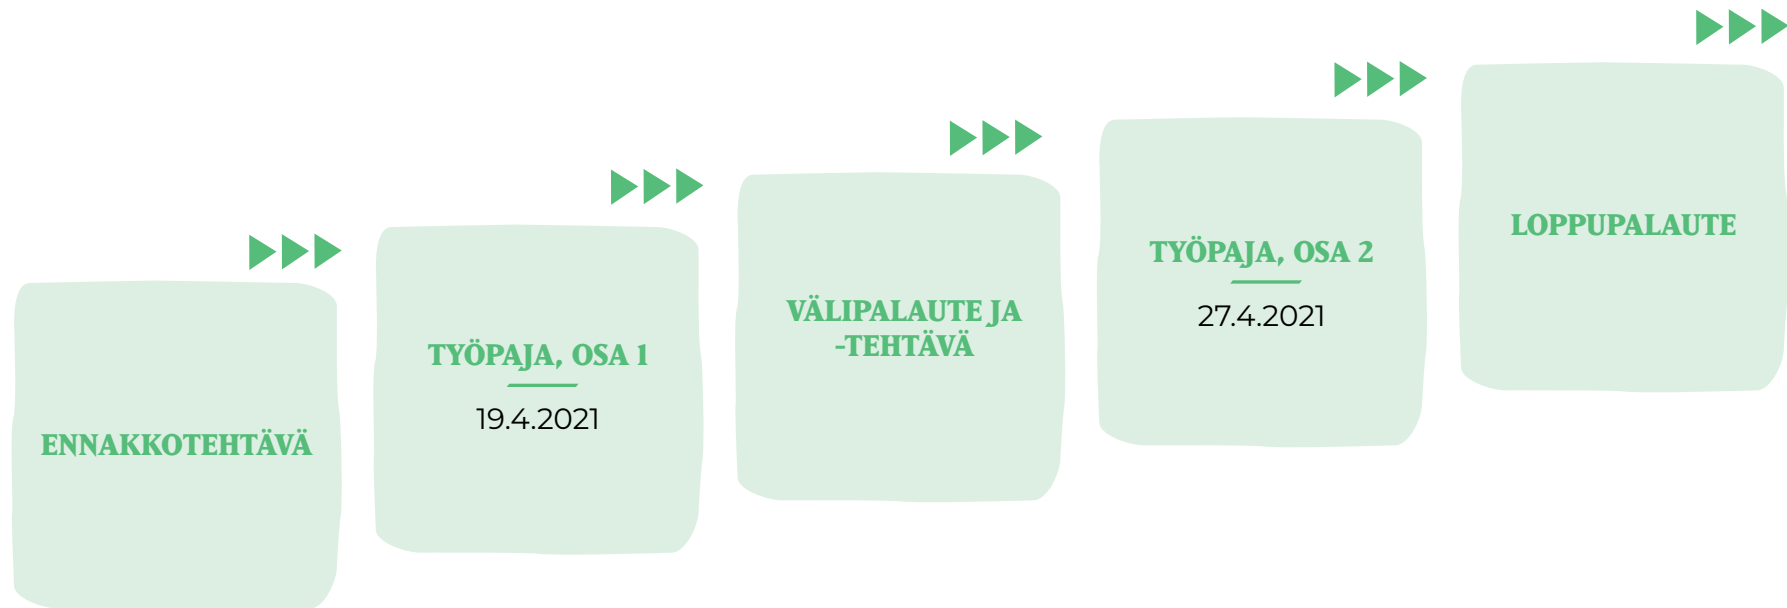 ENNAKKOTEHTÄVÄ
TYÖPAJA, OSA 1
19.4.2021
VÄLIPALAUTE JA
-TEHTÄVÄ
TYÖPAJA, OSA 2
27.4.2021
LOPPUPALAUTE